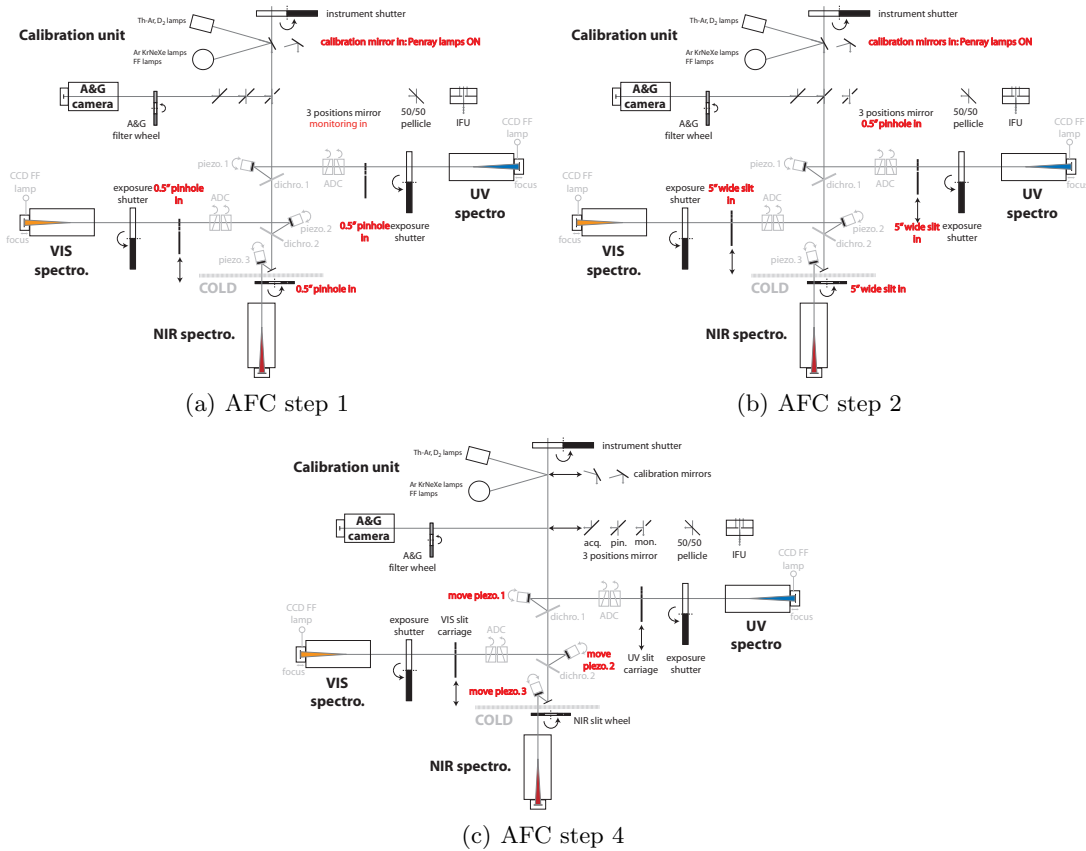 Th-Ar, D2 lamps
instrument shutter
Calibration unit
calibration mirror in: Penray lamps ON
Ar KrNeXe lamps
FF lamps
A&G
camera
A&G
filter wheel
3 positions mirror
monitoring in
50/50
pellicle
IFU
CCD FF
lamp
piezo. 1
dichro. 1
ADC
focus
UV
spectro
CCD FF
lamp
exposure
shutter
0.5" pinhole
in
ADC
piezo. 2
dichro. 2
0.5" pinhole
in
exposure
shutter
focus
VIS
spectro.
piezo. 3
COLD
0.5" pinhole in
NIR spectro.
(a) AFC step 1
Th-Ar, D2 lamps
instrument shutter
Calibration unit
calibration mirrors in: Penray lamps ON
Ar KrNeXe lamps
FF lamps
A&G
camera
A&G
filter wheel
3 positions mirror
0.5" pinhole in
50/50
pellicle
IFU
CCD FF
lamp
piezo. 1
dichro. 1
ADC
focus
UV
spectro
CCD FF
lamp
exposure
shutter
5" wide slit
in
ADC
piezo. 2
dichro. 2
5" wide slit in
exposure
shutter
focus
VIS
spectro.
piezo. 3
COLD
5" wide slit in
NIR spectro.
(b) AFC step 2
Th-Ar, D2 lamps
instrument shutter
Calibration unit
calibration mirrors
Ar KrNeXe lamps
FF lamps
A&G
camera
A&G
filter wheel
acq. pin. mon.
3 positions mirror
50/50
pellicle
IFU
CCD FF
lamp
move piezo. 1
dichro. 1
ADC
focus
UV
spectro
CCD FF
lamp
exposure
shutter
VIS slit
carriage
ADC
move
piezo. 2
dichro. 2
UV slit
carriage
exposure
shutter
focus
VIS
spectro.
move piezo. 3
COLD
NIR slit wheel
NIR spectro.
(c) AFC step 4